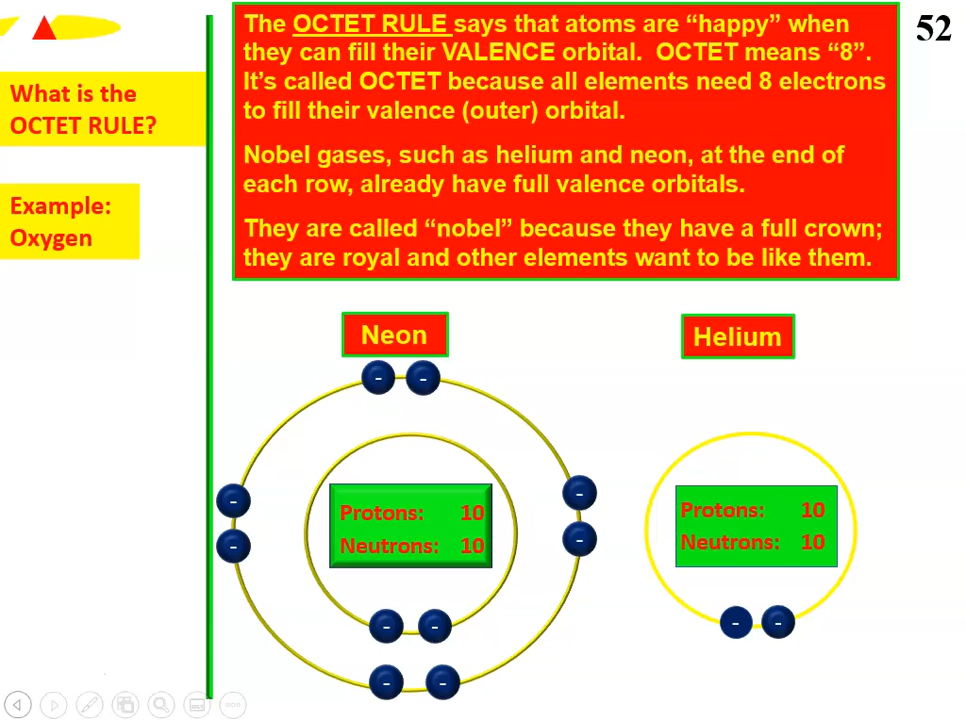 52
What is the
OCTET RULE?
Example:
Oxygen
The OCTET RULE says that atoms are “happy” when
they can fill their VALENCE orbital. OCTET means “8”.
It’s called OCTET because all elements need 8 electrons
to fill their valence (outer) orbital.
Nobel gases, such as helium and neon, at the end of
each row, already have full valence orbitals.
They are called “nobel” because they have a full crown;
they are royal and other elements want to be like them.
Neon
Protons: 10
Neutrons: 10
Helium
Protons: 10
Neutrons: 10